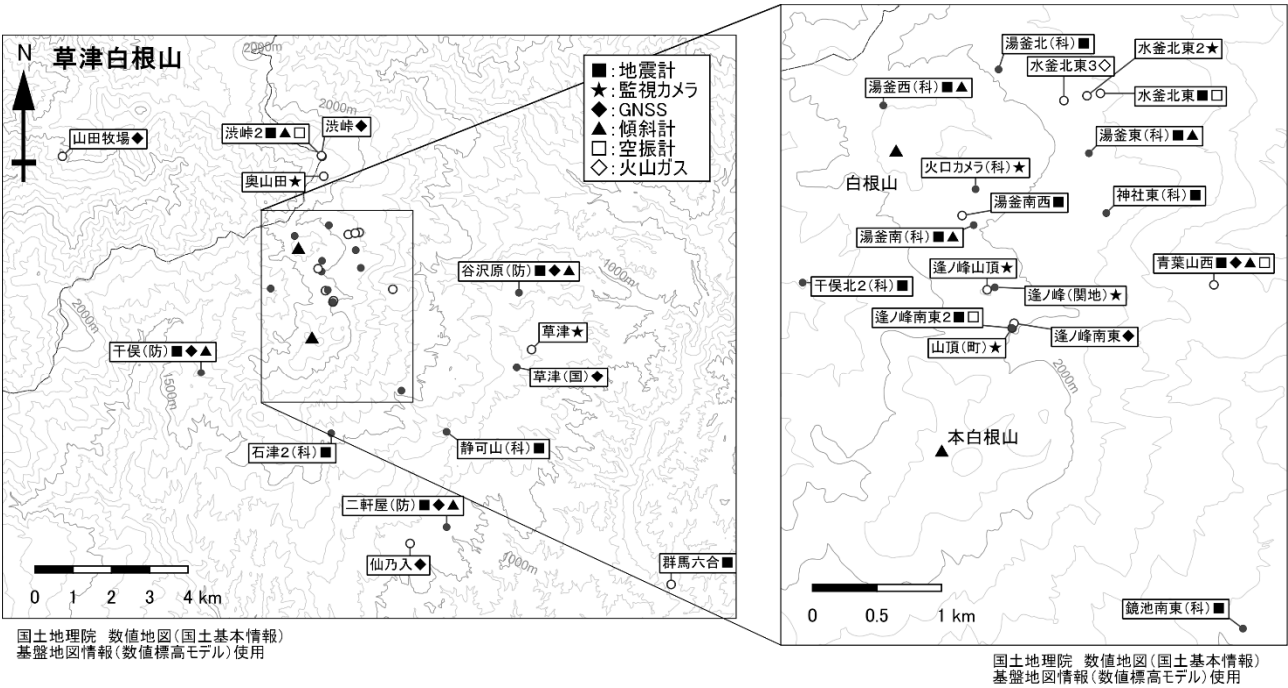 草津白根山
N
■：地震計
★：監視カメラ
◆：GNSS
▲：傾斜計
□：空振計
◇：火山ガス
2000m
2000m
山田牧場◆
渋峠2■▲□
渋峠◆
奥山田★
谷沢原(防)■◆▲
1000m
2000m
草津★
草津(国)◆
干俣(防)■◆▲
1500m
石津2(科)■
静可山(科)■
二軒屋(防)■◆▲
仙乃入◆
1000m
群馬六合■
0 1 2 3 4 km
国土地理院 数値地図(国土基本情報)
基盤地図情報(数値標高モデル)使用
湯釜北(科)■
水釜北東2★
水釜北東3◇
湯釜西(科)■▲
水釜北東■□
湯釜東(科)■▲
白根山
火口カメラ(科)★
神社東(科)■
湯釜南西■
湯釜南(科)■▲
逢ノ峰山頂★
青葉山西■◆▲□
干俣北2(科)■
逢ノ峰(関地)★
逢ノ峰南東2■□
山頂(町)★
逢ノ峰南東◆
2000m
本白根山
0 0.5 1 km
鏡池南東(科)■
国土地理院 数値地図(国土基本情報)
基盤地図情報(数値標高モデル)使用